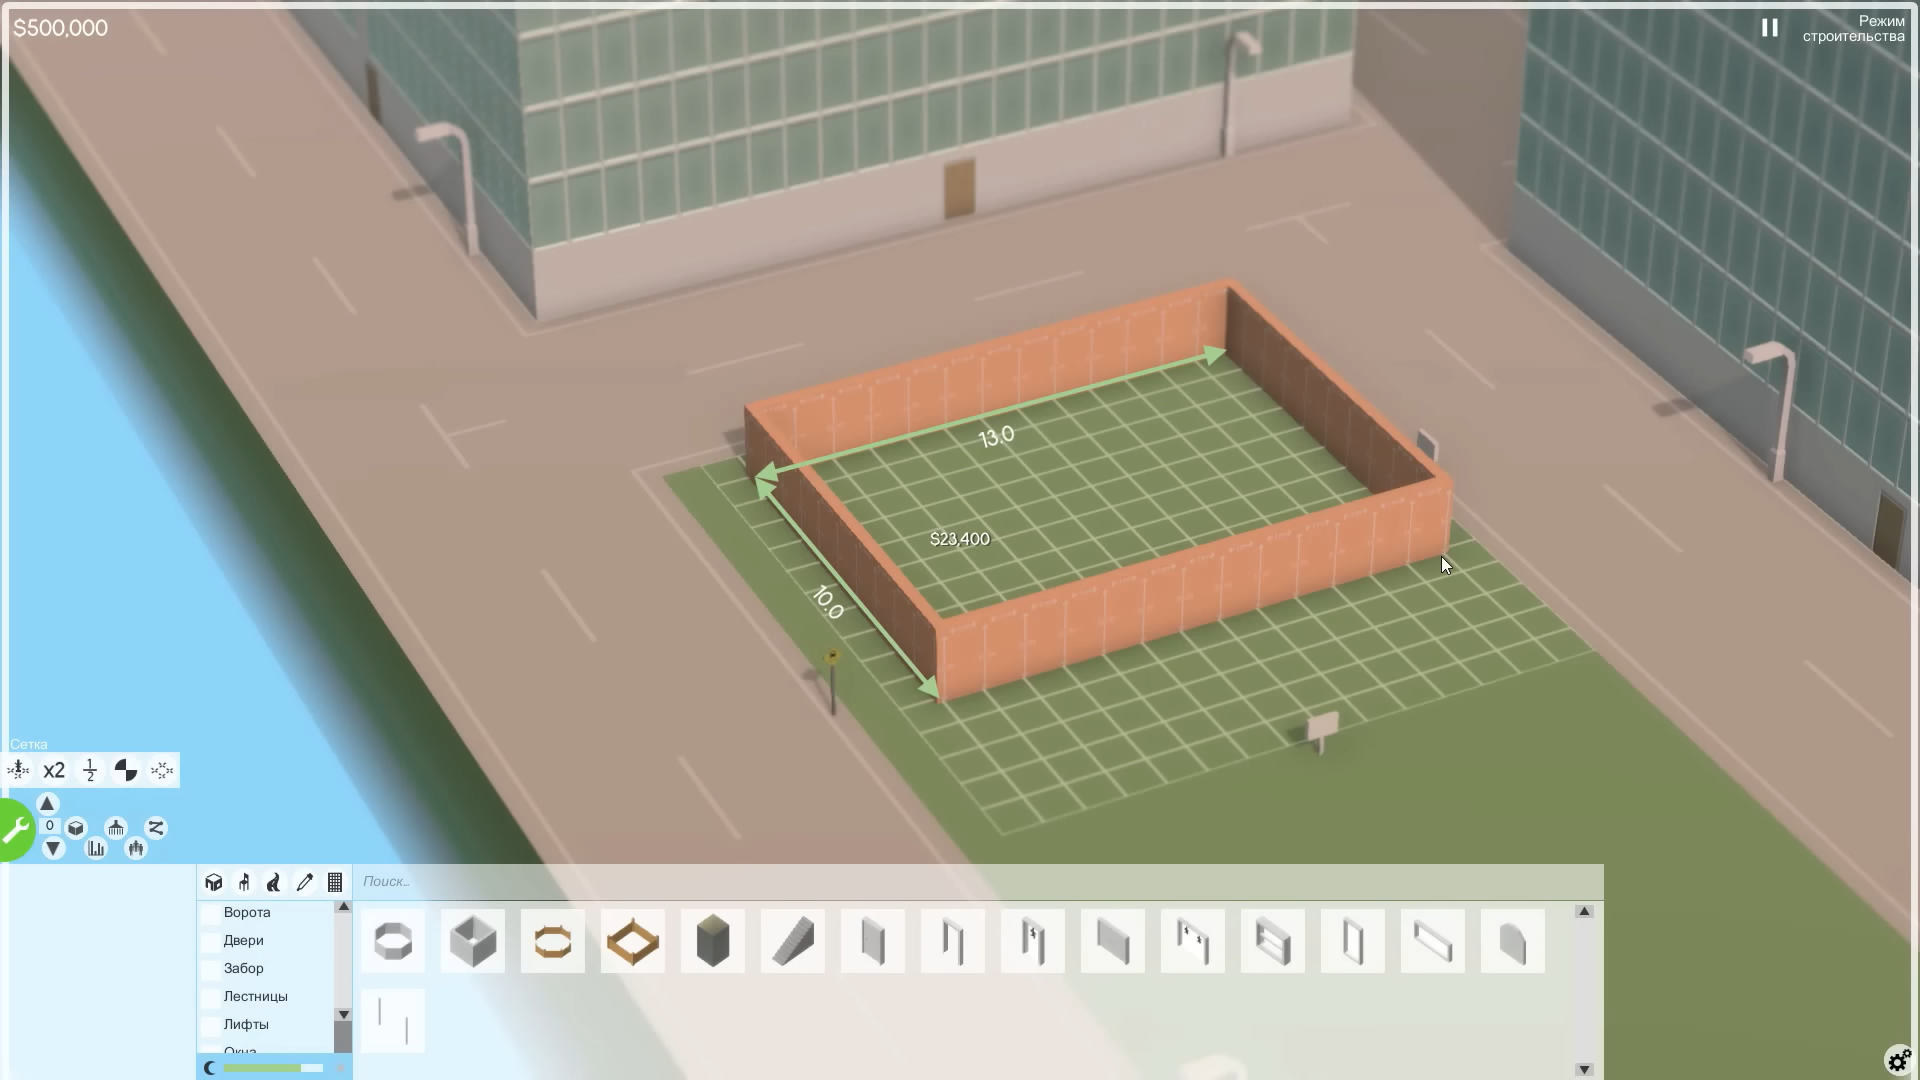 $500,000
Режим
строительства
13.0
$23,400
10.0
Сетка
x2
1
2
0
Поиск...
Ворота
Двери
Забор
Лестницы
Лифты
Окна